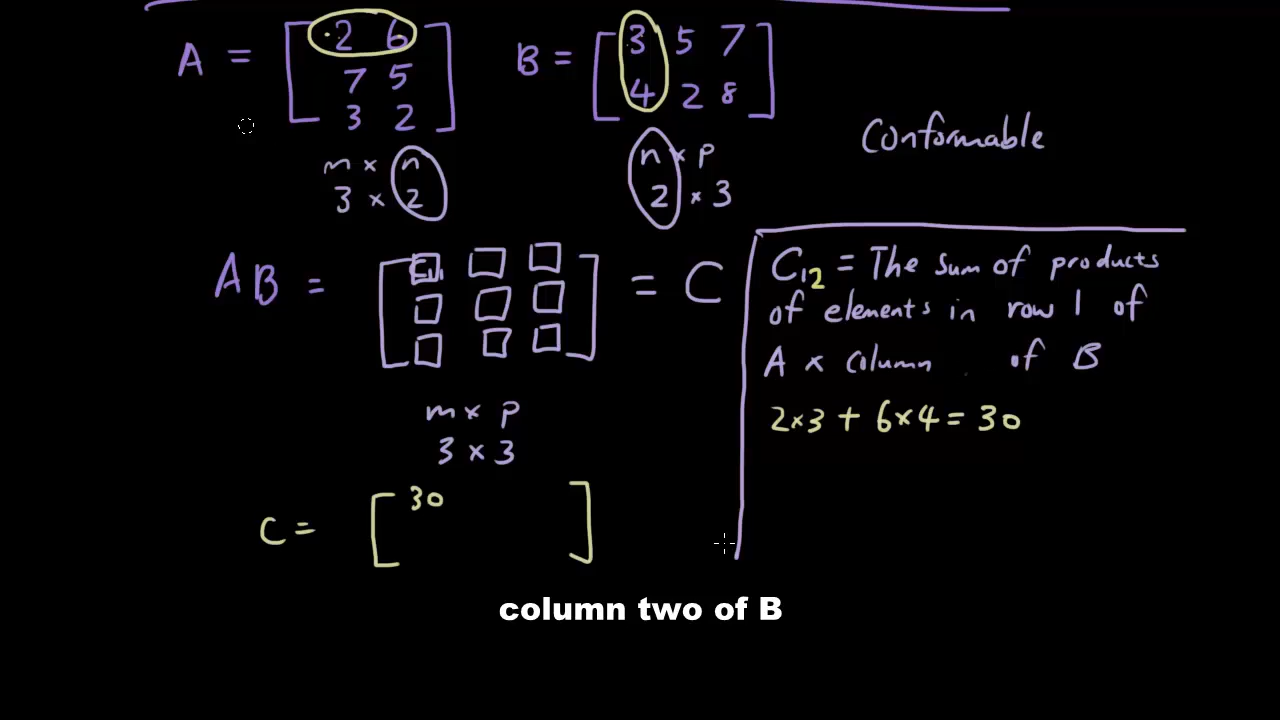 A = [ 2 6 B = [ 3 5 7
7 5 4 2 8 ]
3 2 ]
Conformable
m × n n × p
3 × 2 2 × 3
AB = [ C11 ] = C
m × p
3 × 3
C = [ 30 ]
C12 = The sum of products
of elements in row 1 of
A × column of B
2×3 + 6×4 = 30
column two of B